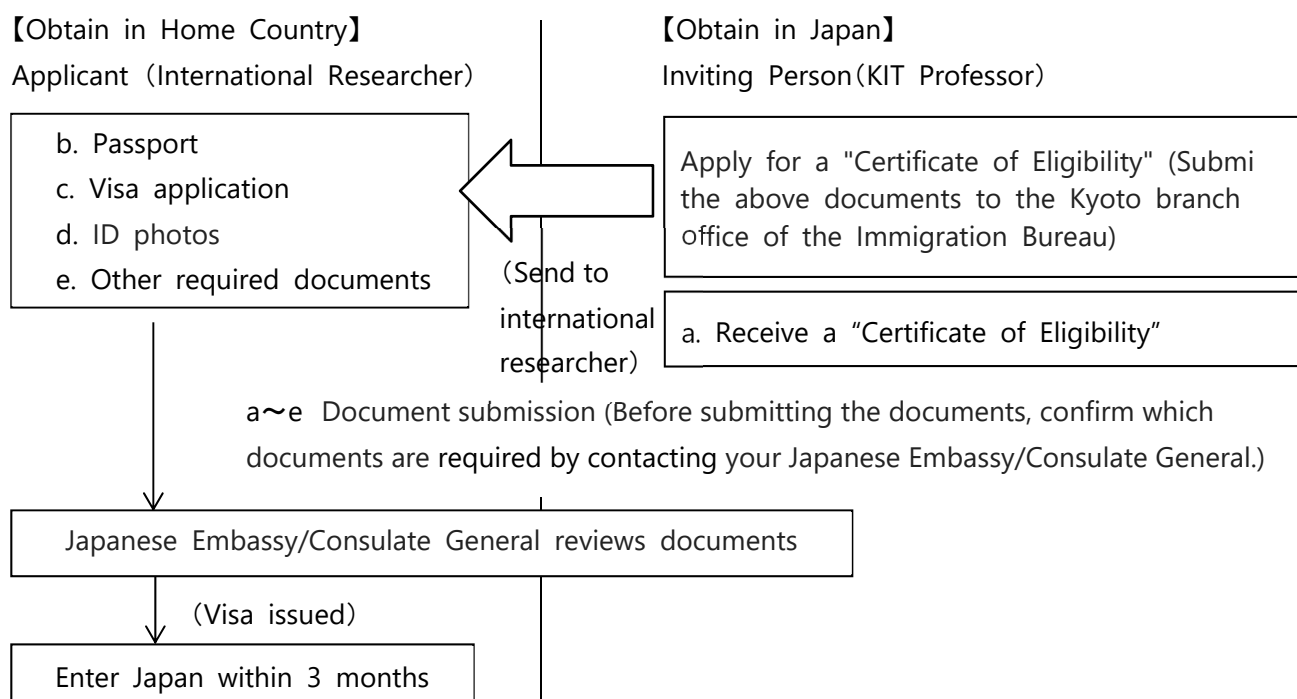 【Obtain in Home Country】
Applicant（International Researcher）
b. Passport
c. Visa application
d. ID photos
e. Other required documents
【Obtain in Japan】
Inviting Person（KIT Professor）
Apply for a "Certificate of Eligibility" (Submi
the above documents to the Kyoto branch
office of the Immigration Bureau)
a. Receive a “Certificate of Eligibility”
（Send to
international
researcher）
a～e Document submission (Before submitting the documents, confirm which
documents are required by contacting your Japanese Embassy/Consulate General.)
Japanese Embassy/Consulate General reviews documents
（Visa issued）
Enter Japan within 3 months